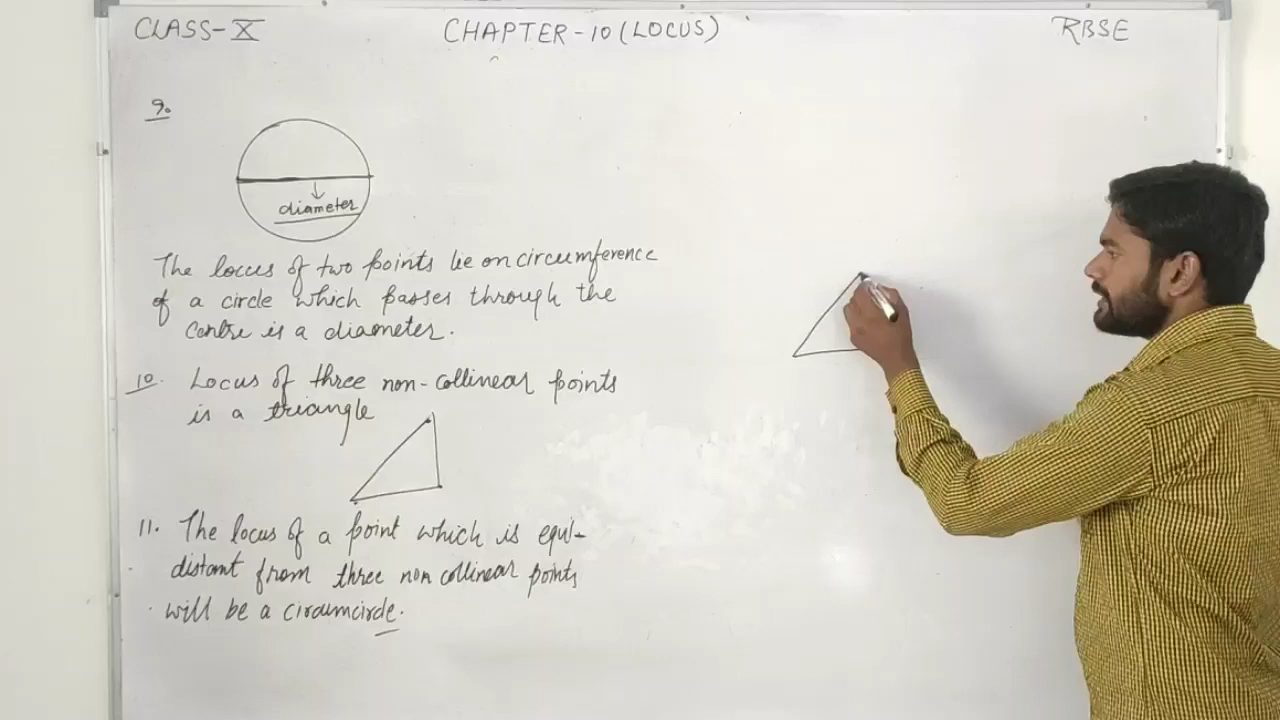 CLASS-X
CHAPTER-10 (LOCUS)
RBSE
9.
diameter
The locus of two points lie on circumference
of a circle which passes through the
centre is a diameter.
10. Locus of three non-collinear points
is a triangle
11. The locus of a point which is equi-
distant from three non collinear points
will be a circumcircle.